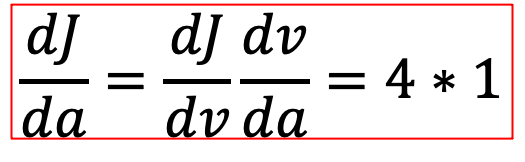 dJ/da = dJ/dv dv/da = 4 * 1